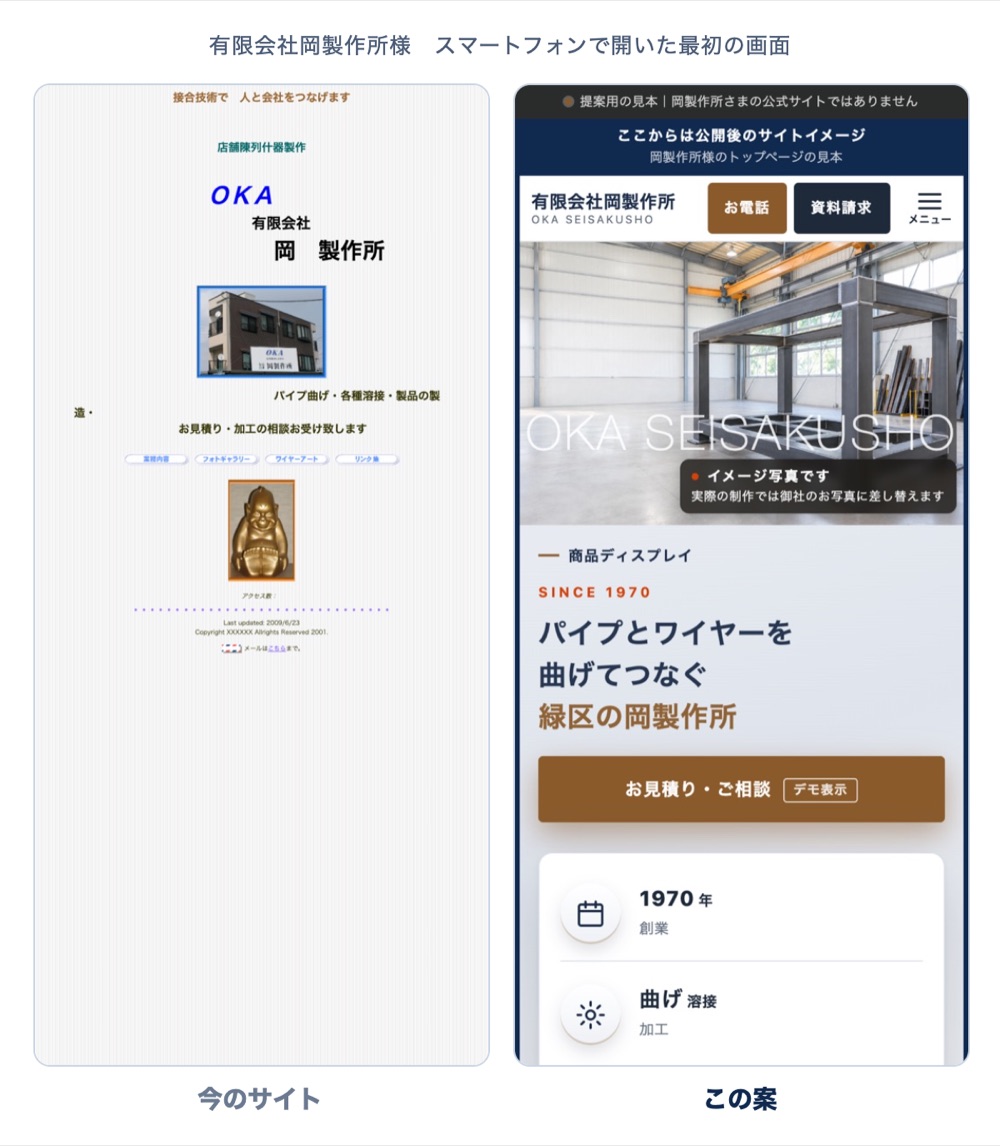 有限会社岡製作所様　スマートフォンで開いた最初の画面
接合技術で　人と会社をつなげます
店舗陳列什器製作
OKA
有限会社
岡　製作所
OKA
岡製作所
パイプ曲げ・各種溶接・製品の製
造・
お見積り・加工の相談お受け致します
業務内容 フォトギャラリー ワイヤーアート リンク集
アクセス数：
Last updated: 2009/6/23
Copyright XXXXXX Allrights Reserved 2001.
メールはこちらまで。
今のサイト
提案用の見本｜岡製作所さまの公式サイトではありません
ここからは公開後のサイトイメージ
岡製作所様のトップページの見本
有限会社岡製作所
OKA SEISAKUSHO
お電話
資料請求
メニュー
OKA SEISAKUSHO
イメージ写真です
実際の制作では御社のお写真に差し替えます
商品ディスプレイ
SINCE 1970
パイプとワイヤーを
曲げてつなぐ
緑区の岡製作所
お見積り・ご相談 デモ表示
1970 年
創業
曲げ 溶接
加工
この案